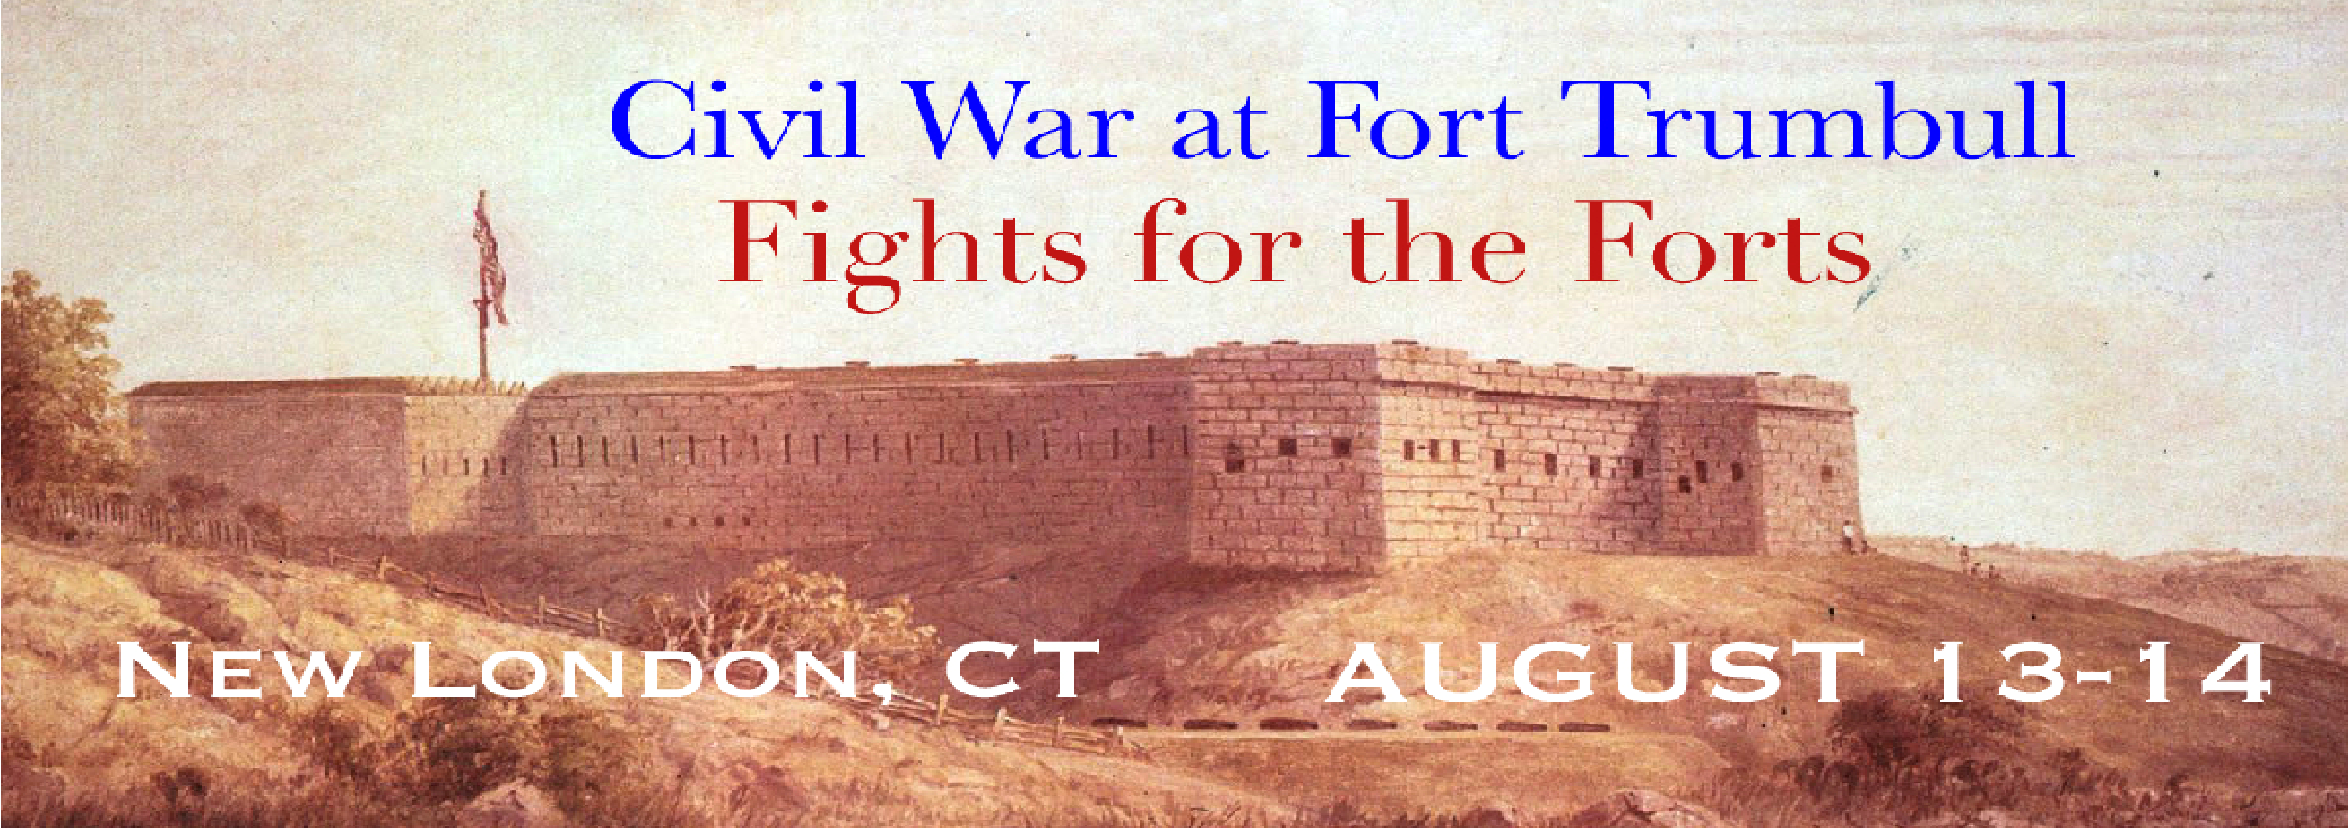 Civil War at Fort Trumbull
Fights for the Forts
New London, CT AUGUST 13-14